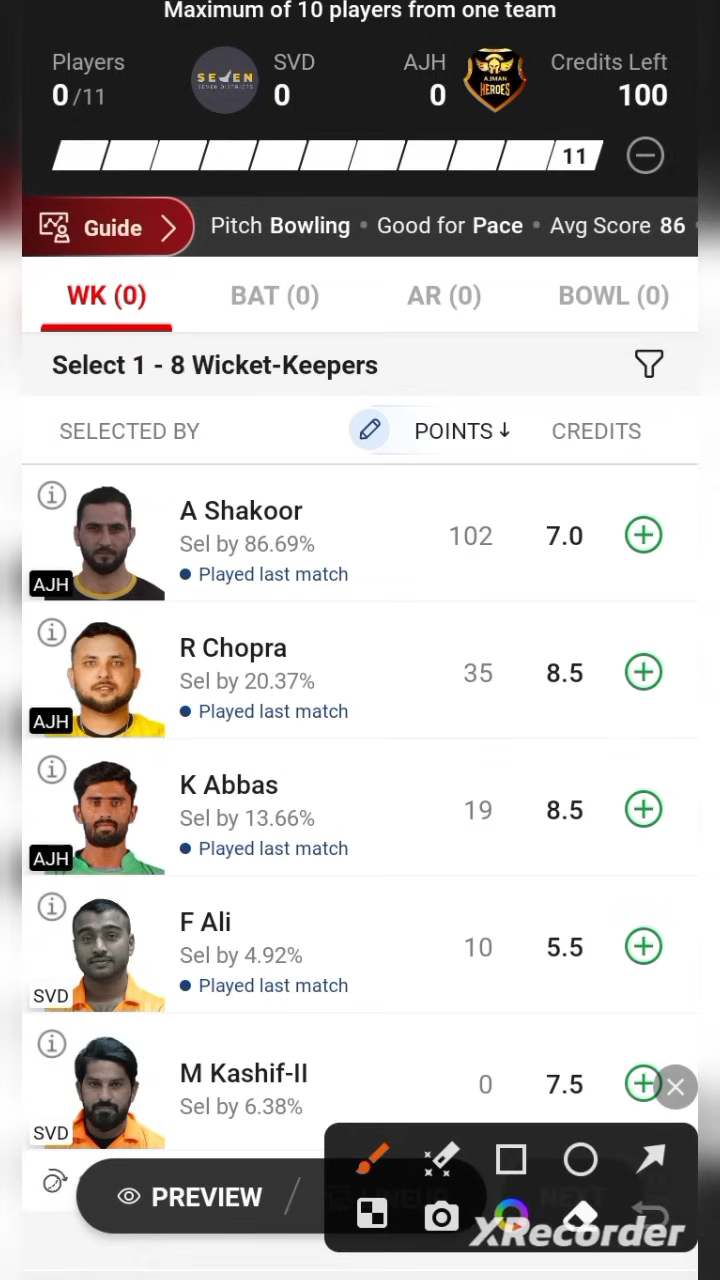 Maximum of 10 players from one team
Players SVD AJH Credits Left
0/11 0 0 100
SEVEN
SEVEN DISTRICTS
AJMAN
HEROES
11
Guide Pitch Bowling • Good for Pace • Avg Score 86
WK (0) BAT (0) AR (0) BOWL (0)
Select 1 - 8 Wicket-Keepers
SELECTED BY POINTS CREDITS
A Shakoor
Sel by 86.69%
Played last match
102 7.0
AJH
R Chopra
Sel by 20.37%
Played last match
35 8.5
AJH
K Abbas
Sel by 13.66%
Played last match
19 8.5
AJH
F Ali
Sel by 4.92%
Played last match
10 5.5
SVD
M Kashif-II
Sel by 6.38%
0 7.5
SVD
PREVIEW
LINEUP
NEXT
XRecorder